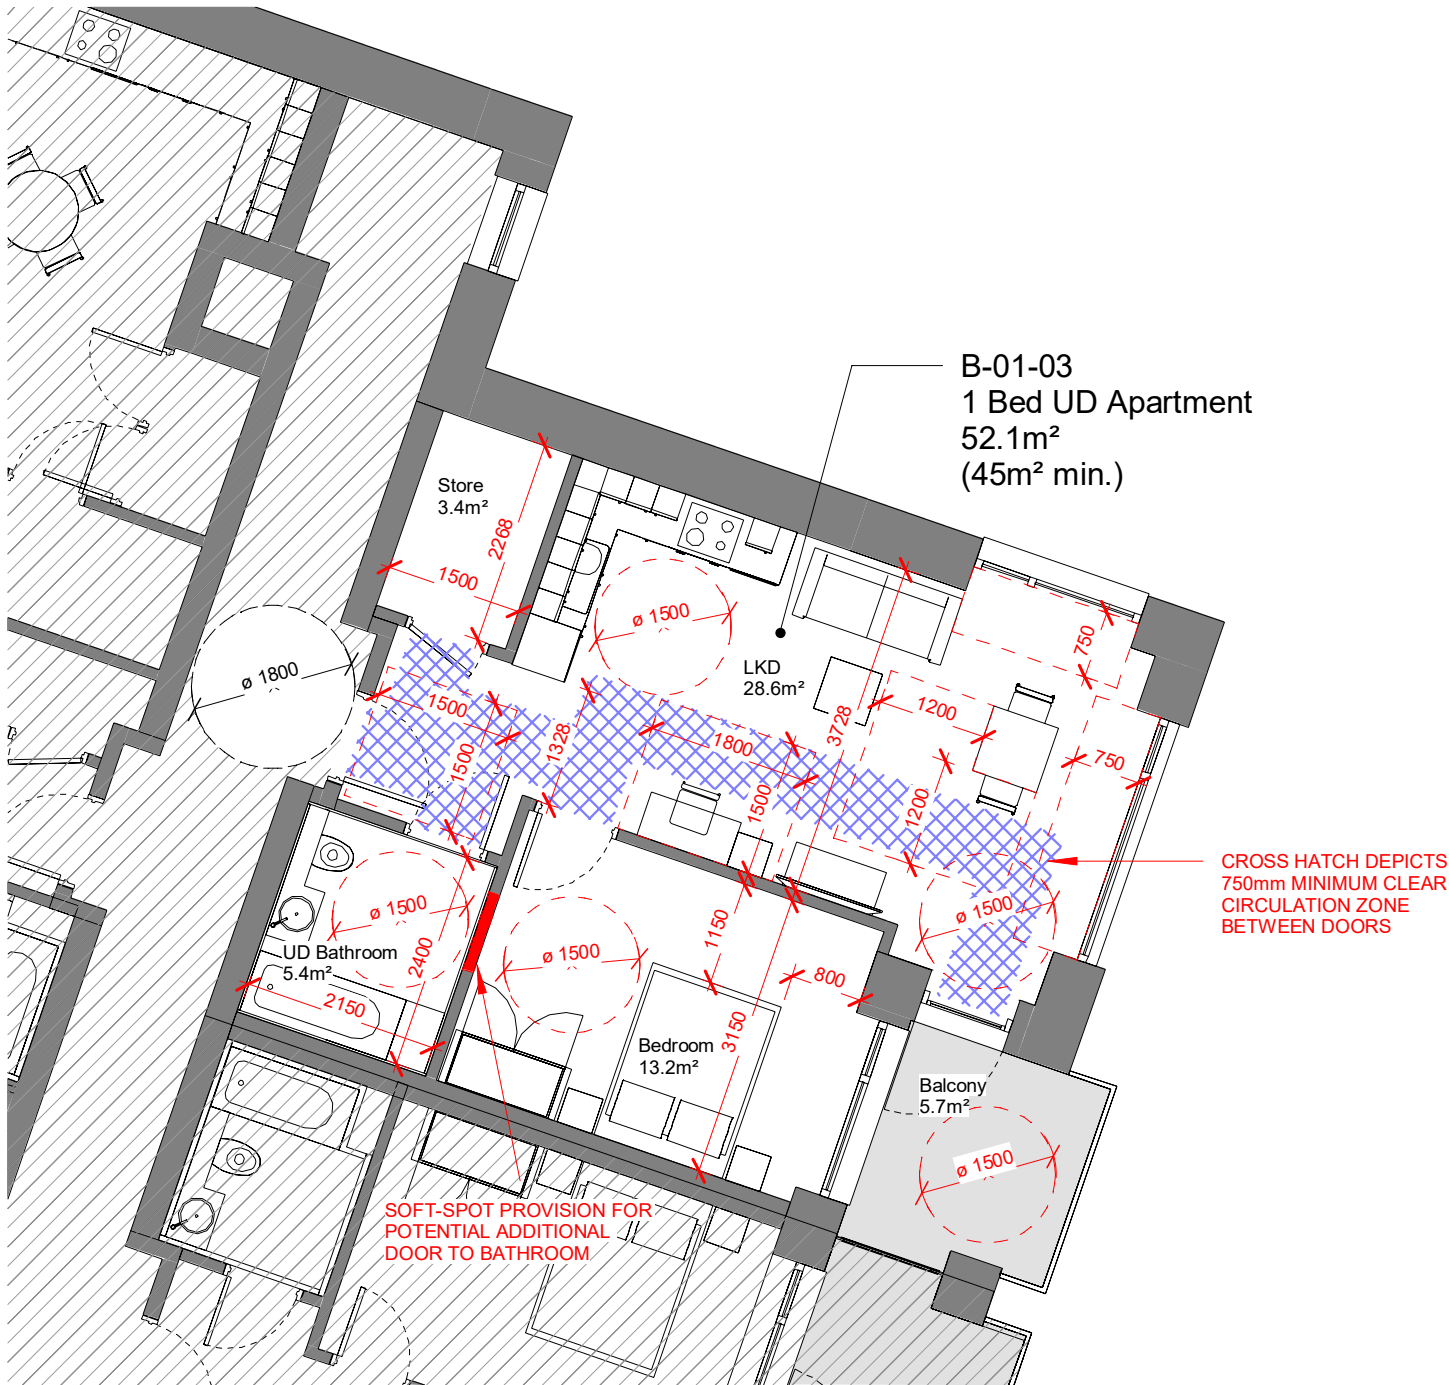 B-01-03
1 Bed UD Apartment
52.1m²
(45m² min.)
Store
3.4m²
2268
1500
ø 1500
ø 1800
LKD
28.6m²
750
1200
3728
1500
1328
1500
1800
750
1500
1200
CROSS HATCH DEPICTS
750mm MINIMUM CLEAR
CIRCULATION ZONE
BETWEEN DOORS
ø 1500
ø 1500
UD Bathroom
5.4m²
2400
2150
ø 1500
1150
800
Bedroom
13.2m²
3150
Balcony
5.7m²
ø 1500
SOFT-SPOT PROVISION FOR
POTENTIAL ADDITIONAL
DOOR TO BATHROOM